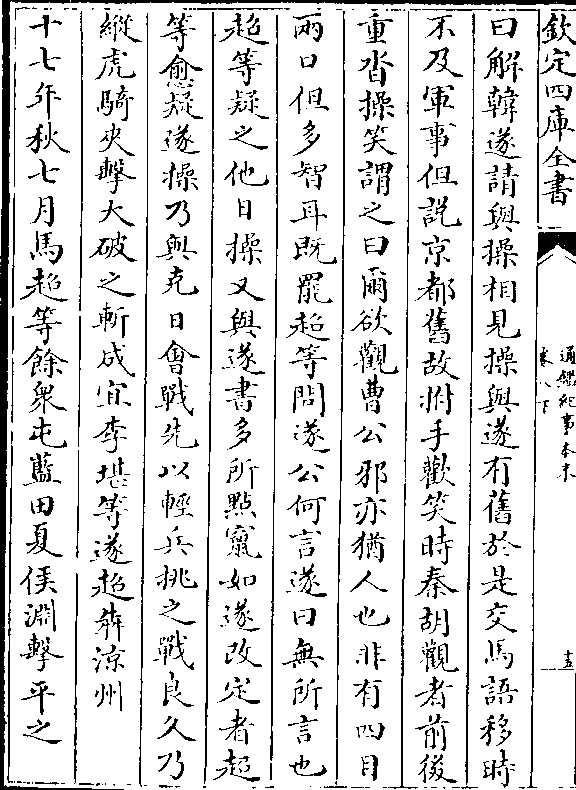 欽定四庫全書
通鑑紀事本末
卷八下
十五
曰解韓遂請與操相見操與遂有舊於是交馬語移時
不及軍事但説京都舊故拊手歡笑時秦胡觀者前後
重沓操笑謂之曰爾欲觀曹公邪亦猶人也非有四目
兩口但多智耳既罷超等問遂公何言遂曰無所言也
超等疑之他日操又與遂書多所㸃竄如遂改定者超
等愈疑遂操乃與克日會戰先以輕兵挑之戰良久乃
縱虎騎夾擊大破之斬成宜李堪等遂超犇涼州
十七年秋七月馬超等餘衆屯藍田夏侯淵擊平之